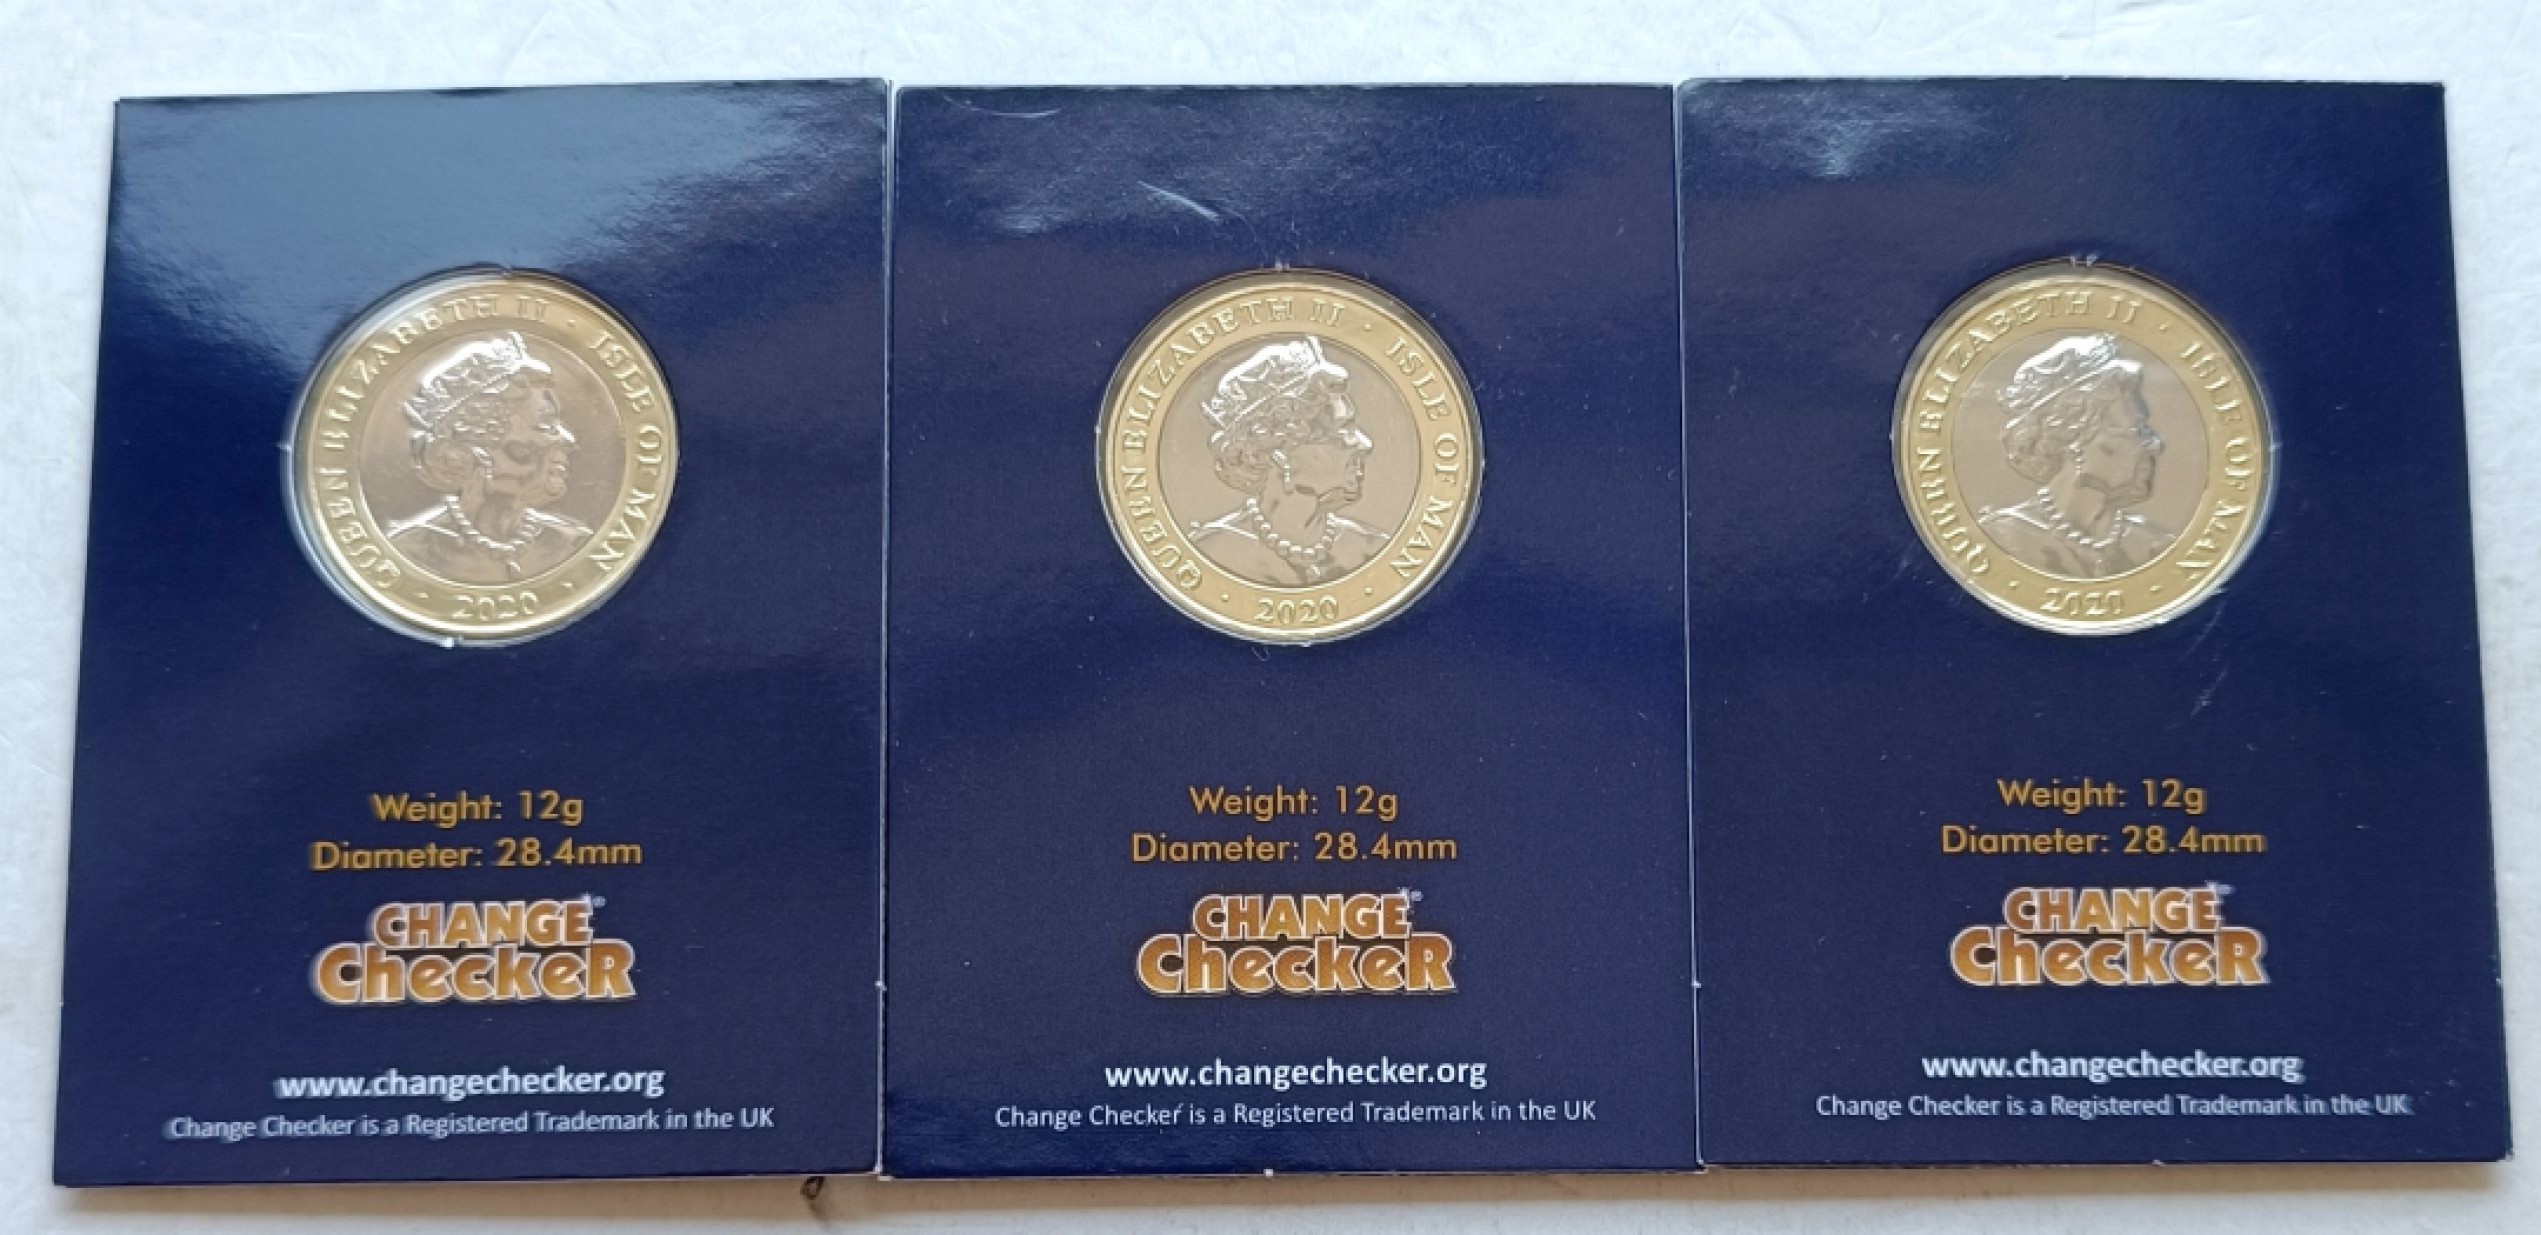 QUEEN ELIZABETH II · ISLE OF MAN · 2020 ·
Weight: 12g
Diameter: 28.4mm
CHANGE
CheckeR
www.changechecker.org
Change Checker is a Registered Trademark in the UK
QUEEN ELIZABETH II · ISLE OF MAN · 2020 ·
Weight: 12g
Diameter: 28.4mm
CHANGE
CheckeR
www.changechecker.org
Change Checker is a Registered Trademark in the UK
QUEEN ELIZABETH II · ISLE OF MAN · 2020 ·
Weight: 12g
Diameter: 28.4mm
CHANGE
CheckeR
www.changechecker.org
Change Checker is a Registered Trademark in the UK